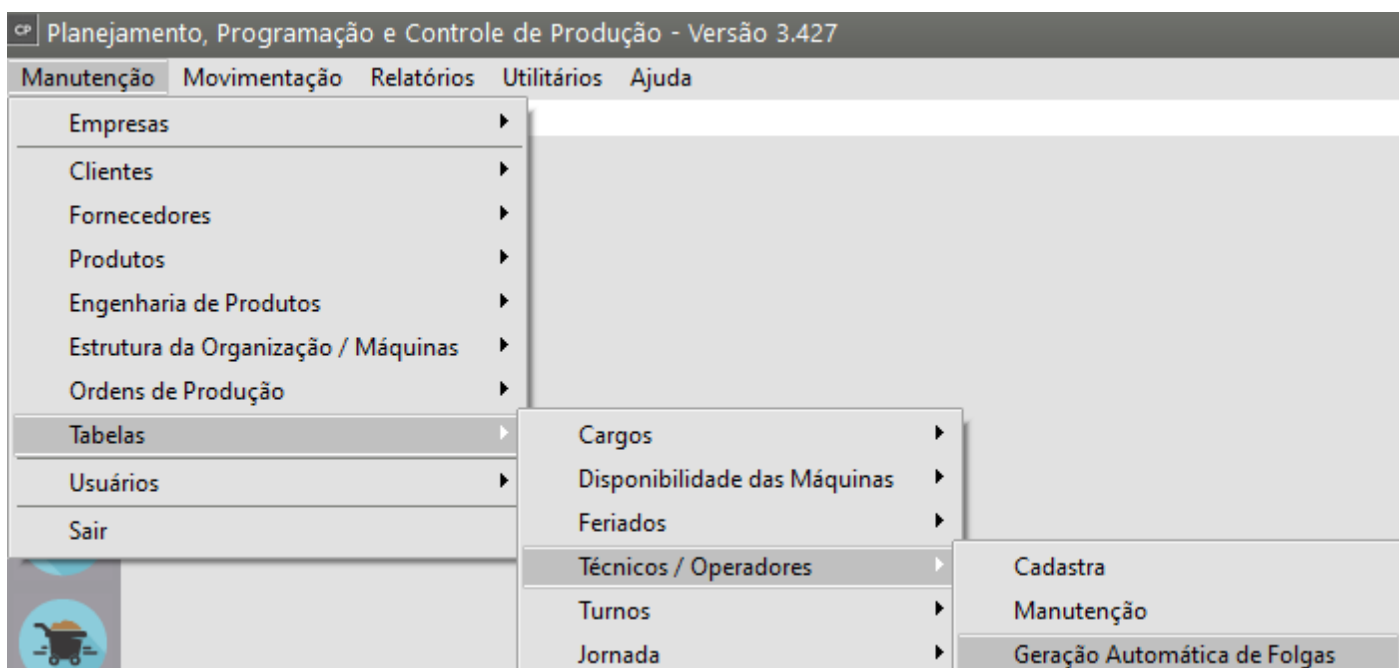 CP Planejamento, Programação e Controle de Produção - Versão 3.427
Manutenção Movimentação Relatórios Utilitários Ajuda
Empresas
Clientes
Fornecedores
Produtos
Engenharia de Produtos
Estrutura da Organização / Máquinas
Ordens de Produção
Tabelas
Usuários
Sair
Cargos
Disponibilidade das Máquinas
Feriados
Técnicos / Operadores
Turnos
Jornada
Cadastra
Manutenção
Geração Automática de Folgas